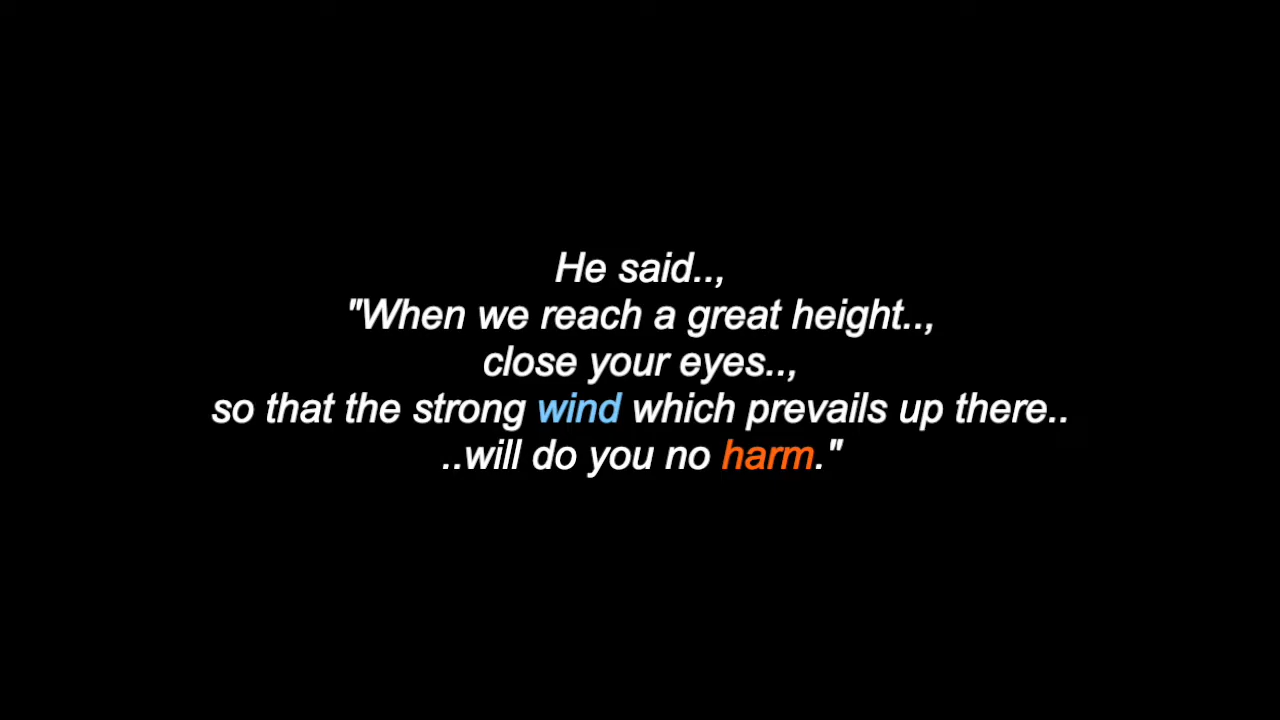 He said..,
"When we reach a great height..,
close your eyes..,
so that the strong wind which prevails up there..
..will do you no harm."